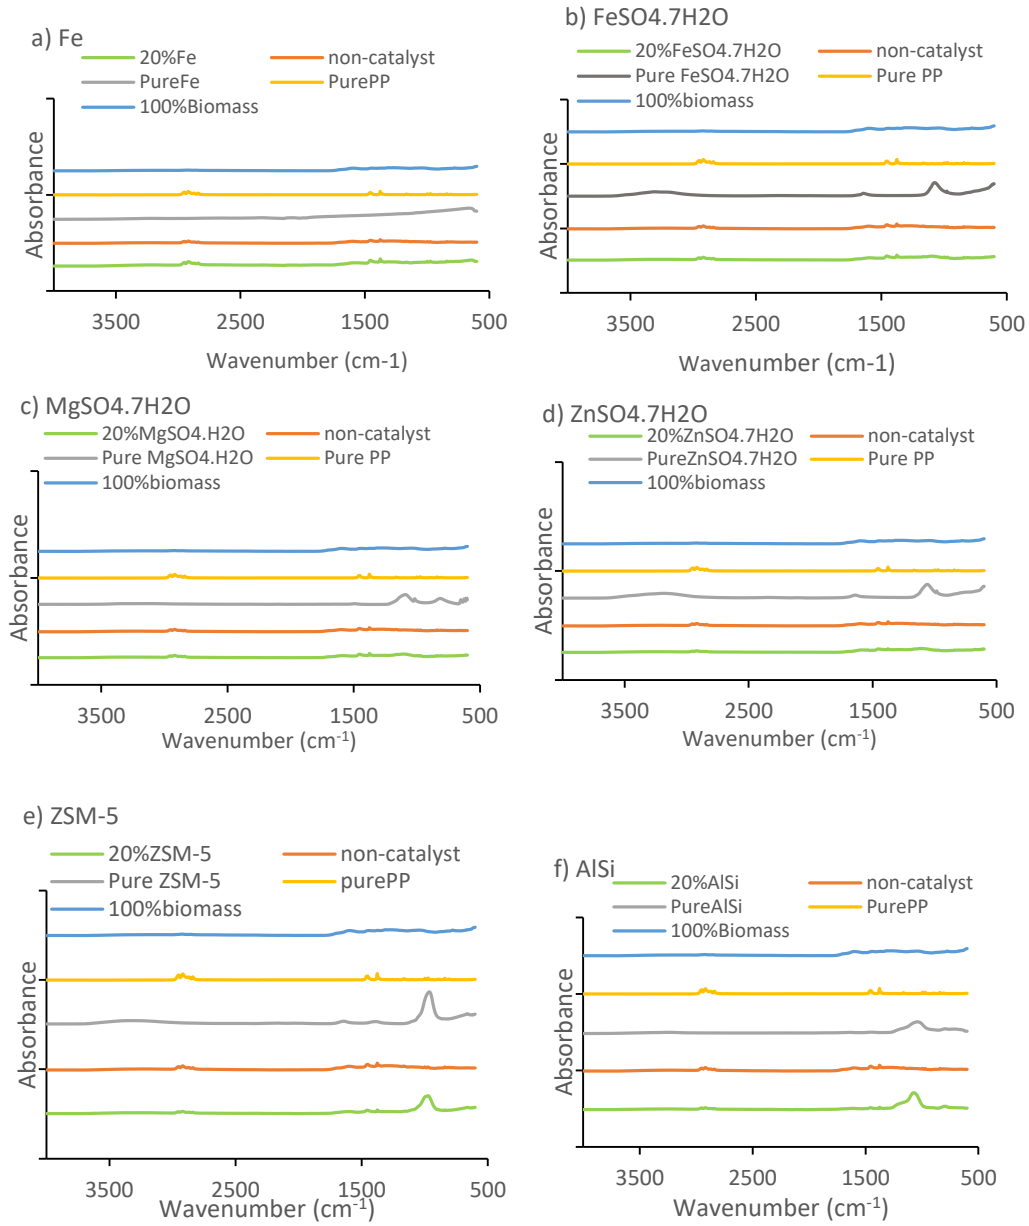 a) Fe
20%Fe non-catalyst
PureFe PurePP
100%Biomass
Absorbance
3500 2500 1500 500
Wavenumber (cm-1)
b) FeSO4.7H2O
20%FeSO4.7H2O non-catalyst
Pure FeSO4.7H2O Pure PP
100%biomass
Absorbance
3500 2500 1500 500
Wavenumber (cm-1)
c) MgSO4.7H2O
20%MgSO4.H2O non-catalyst
Pure MgSO4.H2O Pure PP
100%biomass
Absorbance
3500 2500 1500 500
Wavenumber (cm⁻¹)
d) ZnSO4.7H2O
20%ZnSO4.7H2O non-catalyst
PureZnSO4.7H2O Pure PP
100%biomass
Absorbance
3500 2500 1500 500
Wavenumber (cm⁻¹)
e) ZSM-5
20%ZSM-5 non-catalyst
Pure ZSM-5 purePP
100%biomass
Absorbance
3500 2500 1500 500
Wavenumber (cm⁻¹)
f) AlSi
20%AlSi non-catalyst
PureAlSi PurePP
100%Biomass
Absorbance
3500 2500 1500 500
Wavenumber (cm⁻¹)